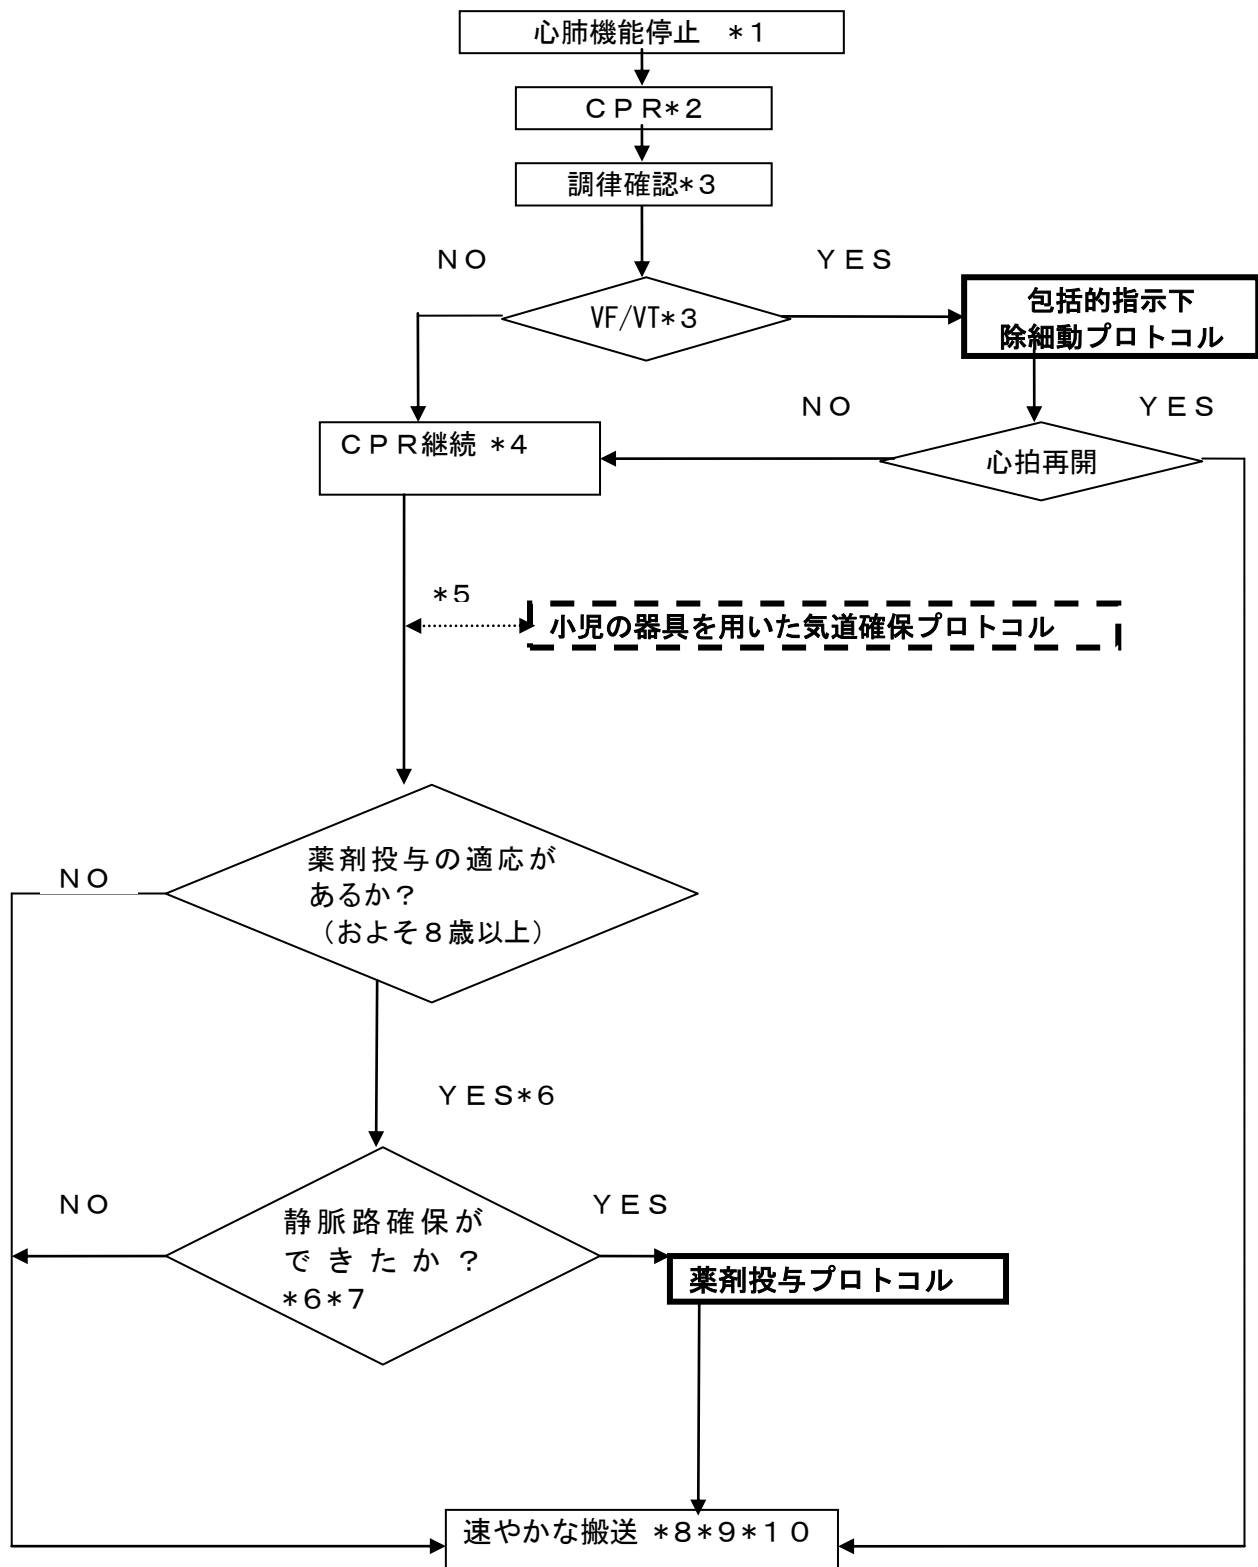 心肺機能停止 *1
ＣＰＲ*2
調律確認*3
ＮＯ
ＹＥＳ
VF/VT*3
包括的指示下
除細動プロトコル
ＮＯ
ＹＥＳ
ＣＰＲ継続 *4
心拍再開
*5
小児の器具を用いた気道確保プロトコル
ＮＯ
薬剤投与の適応が
あるか？
（およそ８歳以上）
ＹＥＳ*6
ＮＯ
ＹＥＳ
静脈路確保が
できたか？
*6*7
薬剤投与プロトコル
速やかな搬送 *8*9*１０